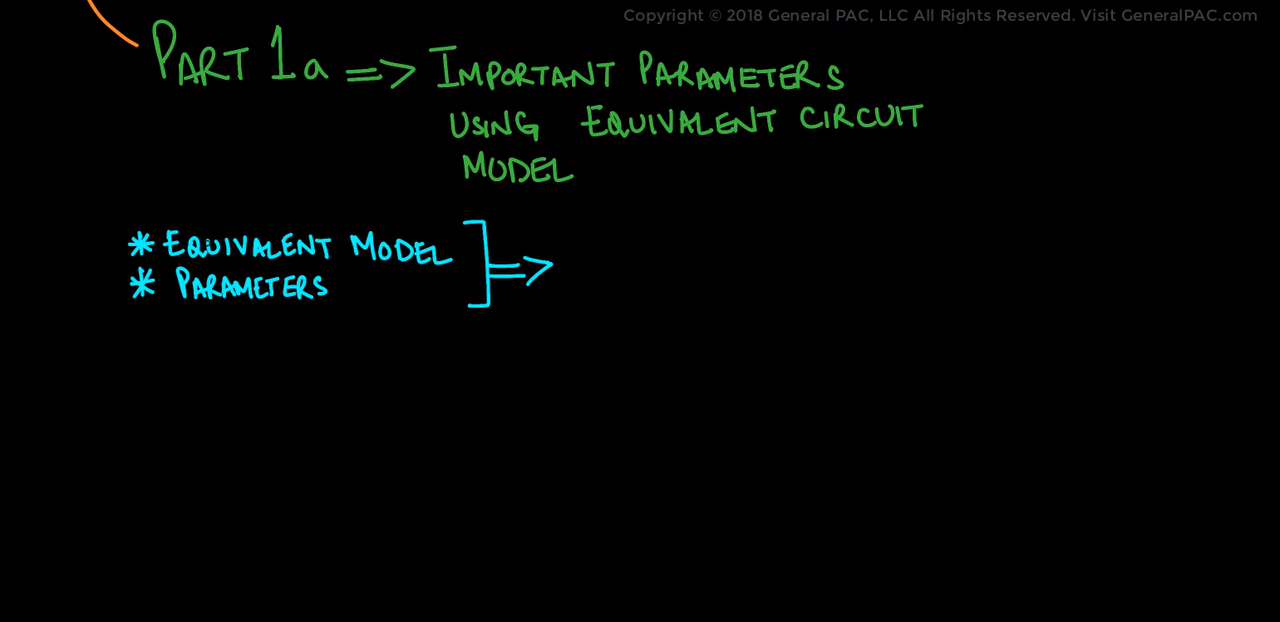 Copyright © 2018 General PAC, LLC All Rights Reserved. Visit GeneralPAC.com
PART 1a => IMPORTANT PARAMETERS
USING EQUIVALENT CIRCUIT
MODEL
* EQUIVALENT MODEL
* PARAMETERS
=>